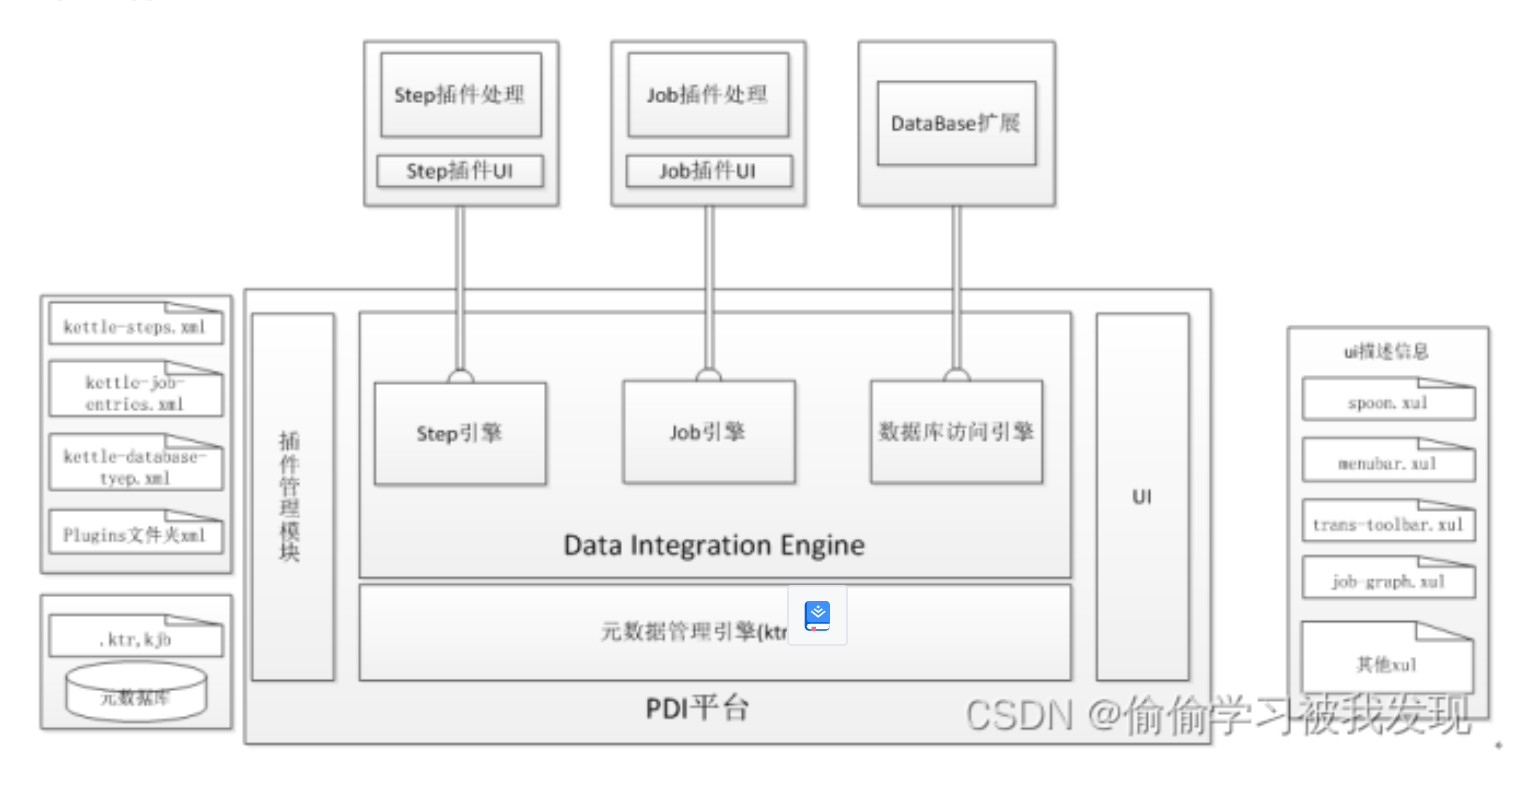 Step插件处理
Step插件UI
Job插件处理
Job插件UI
DataBase扩展
kettle-steps.xml
kettle-job-
entries.xml
kettle-database-
tyep.xml
Plugins文件夹xml
.ktr,kjb
元数据库
插
件
管
理
模
块
Step引擎
Job引擎
数据库访问引擎
Data Integration Engine
元数据管理引擎(ktr
PDI平台
UI
ui描述信息
spoon.xul
menubar.xul
trans-toolbar.xul
job-graph.xul
其他xul
CSDN @偷偷学习被我发现